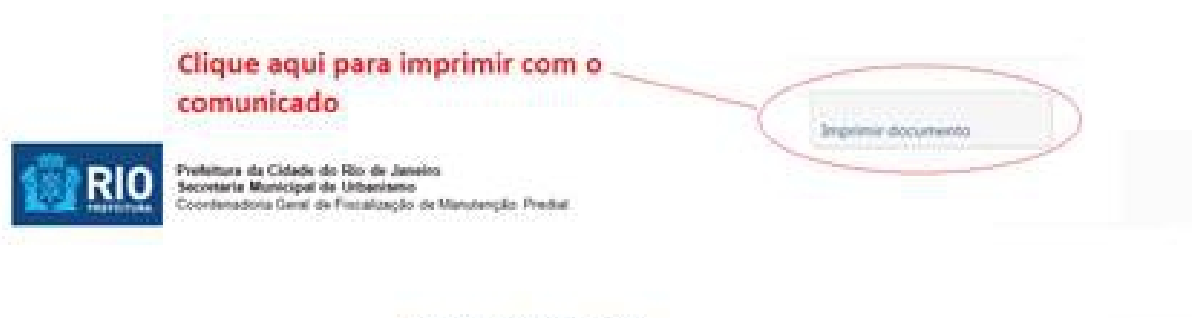 Clique aqui para imprimir com o
comunicado
Imprimir documento
RIO
PREFEITURA
Prefeitura da Cidade do Rio de Janeiro
Secretaria Municipal de Urbanismo
Coordenadoria Geral de Fiscalização de Manutenção Predial